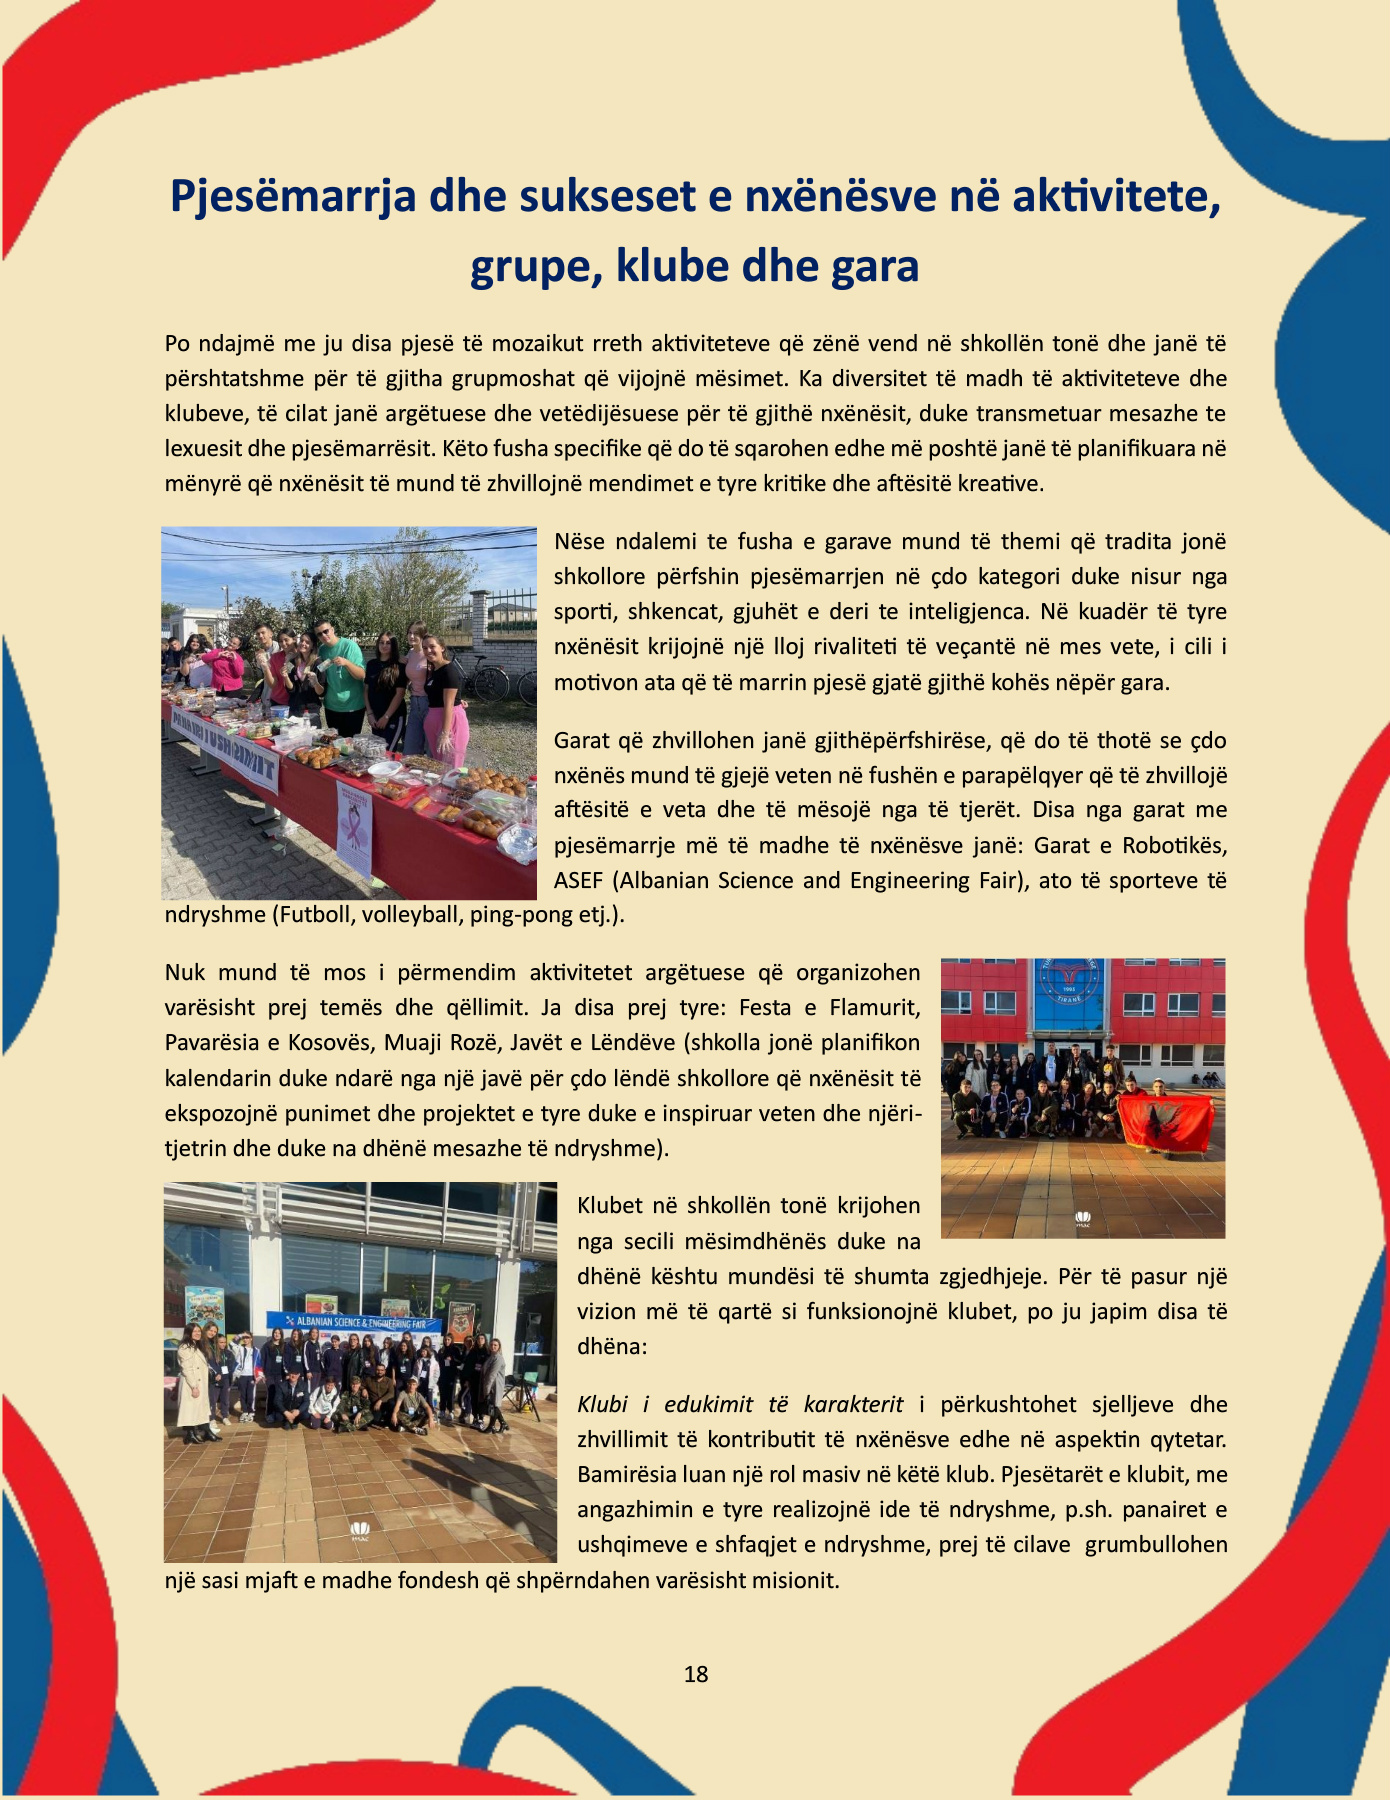 Pjesëmarrja dhe sukseset e nxënësve në aktivitete,
grupe, klube dhe gara
Po ndajmë me ju disa pjesë të mozaikut rreth aktiviteteve që zënë vend në shkollën tonë dhe janë të
përshtatshme për të gjitha grupmoshat që vijojnë mësimet. Ka diversitet të madh të aktiviteteve dhe
klubeve, të cilat janë argëtuese dhe vetëdijësuese për të gjithë nxënësit, duke transmetuar mesazhe te
lexuesit dhe pjesëmarrësit. Këto fusha specifike që do të sqarohen edhe më poshtë janë të planifikuara në
mënyrë që nxënësit të mund të zhvillojnë mendimet e tyre kritike dhe aftësitë kreative.
Nëse ndalemi te fusha e garave mund të themi që tradita jonë
shkollore përfshin pjesëmarrjen në çdo kategori duke nisur nga
sporti, shkencat, gjuhët e deri te inteligjenca. Në kuadër të tyre
nxënësit krijojnë një lloj rivaliteti të veçantë në mes vete, i cili i
motivon ata që të marrin pjesë gjatë gjithë kohës nëpër gara.
PANAIRI I USHQIMIT
Garat që zhvillohen janë gjithëpërfshirëse, që do të thotë se çdo
nxënës mund të gjejë veten në fushën e parapëlqyer që të zhvillojë
aftësitë e veta dhe të mësojë nga të tjerët. Disa nga garat me
pjesëmarrje më të madhe të nxënësve janë: Garat e Robotikës,
ASEF (Albanian Science and Engineering Fair), ato të sporteve të
ndryshme (Futboll, volleyball, ping-pong etj.).
Nuk mund të mos i përmendim aktivitetet argëtuese që organizohen
varësisht prej temës dhe qëllimit. Ja disa prej tyre: Festa e Flamurit,
Pavarësia e Kosovës, Muaji Rozë, Javët e Lëndëve (shkolla jonë planifikon
kalendarin duke ndarë nga një javë për çdo lëndë shkollore që nxënësit të
ekspozojnë punimet dhe projektet e tyre duke e inspiruar veten dhe njëri-
tjetrin dhe duke na dhënë mesazhe të ndryshme).
1993
TIRANË
mac
Klubet në shkollën tonë krijohen
nga secili mësimdhënës duke na
dhënë kështu mundësi të shumta zgjedhjeje. Për të pasur një
vizion më të qartë si funksionojnë klubet, po ju japim disa të
dhëna:
ALBANIAN SCIENCE & ENGINEERING FAIR
mac
Klubi i edukimit të karakterit i përkushtohet sjelljeve dhe
zhvillimit të kontributit të nxënësve edhe në aspektin qytetar.
Bamirësia luan një rol masiv në këtë klub. Pjesëtarët e klubit, me
angazhimin e tyre realizojnë ide të ndryshme, p.sh. panairet e
ushqimeve e shfaqjet e ndryshme, prej të cilave grumbullohen
një sasi mjaft e madhe fondesh që shpërndahen varësisht misionit.
18